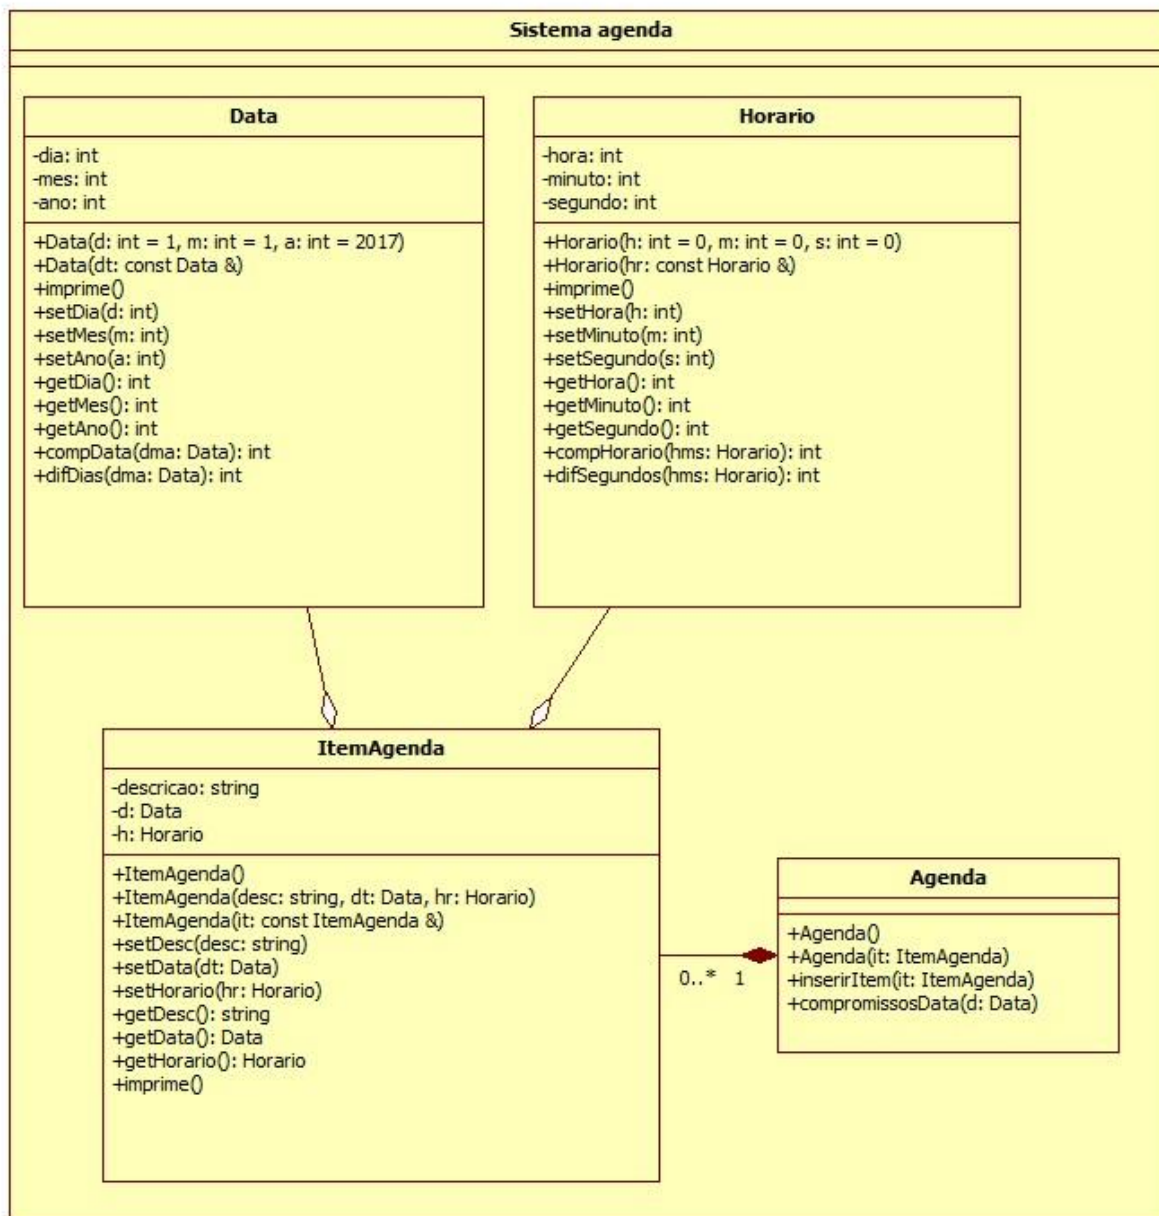 Sistema agenda
Data
-dia: int
-mes: int
-ano: int
+Data(d: int = 1, m: int = 1, a: int = 2017)
+Data(dt: const Data &)
+imprime()
+setDia(d: int)
+setMes(m: int)
+setAno(a: int)
+getDia(): int
+getMes(): int
+getAno(): int
+compData(dma: Data): int
+difDias(dma: Data): int
Horario
-hora: int
-minuto: int
-segundo: int
+Horario(h: int = 0, m: int = 0, s: int = 0)
+Horario(hr: const Horario &)
+imprime()
+setHora(h: int)
+setMinuto(m: int)
+setSegundo(s: int)
+getHora(): int
+getMinuto(): int
+getSegundo(): int
+compHorario(hms: Horario): int
+difSegundos(hms: Horario): int
ItemAgenda
-descricao: string
-d: Data
-h: Horario
+ItemAgenda()
+ItemAgenda(desc: string, dt: Data, hr: Horario)
+ItemAgenda(it: const ItemAgenda &)
+setDesc(desc: string)
+setData(dt: Data)
+setHorario(hr: Horario)
+getDesc(): string
+getData(): Data
+getHorario(): Horario
+imprime()
0..* 1
Agenda
+Agenda()
+Agenda(it: ItemAgenda)
+inserirItem(it: ItemAgenda)
+compromissosData(d: Data)